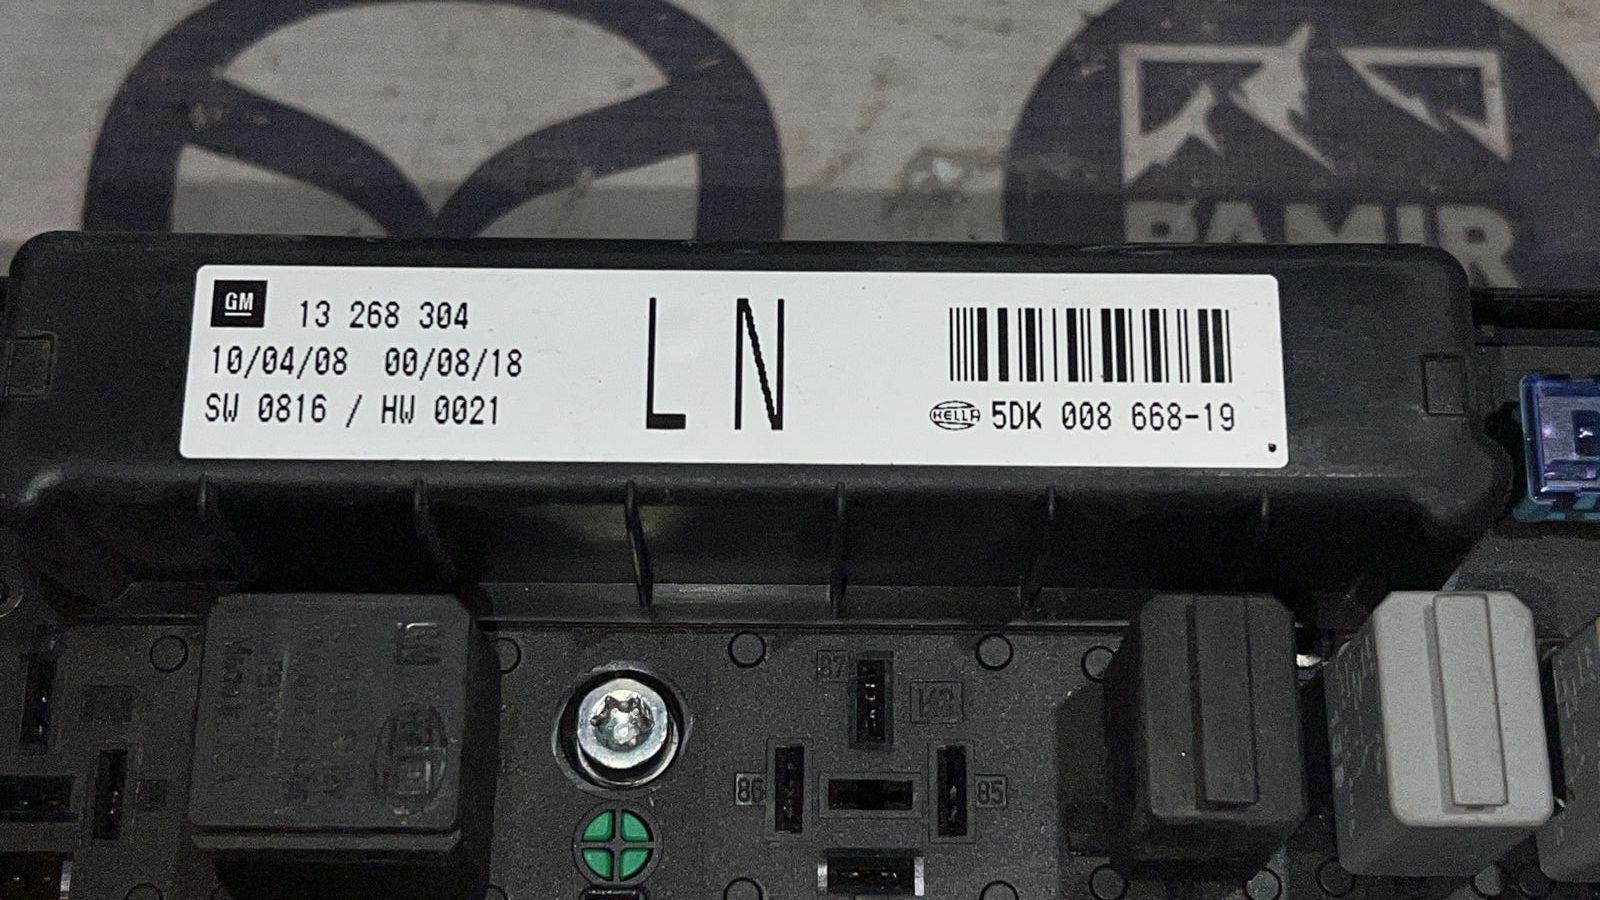 PAMIR
GM 13 268 304
10/04/08 00/08/18
SW 0816 / HW 0021
LN
HELLA 5DK 008 668-19
GM
87
86
85